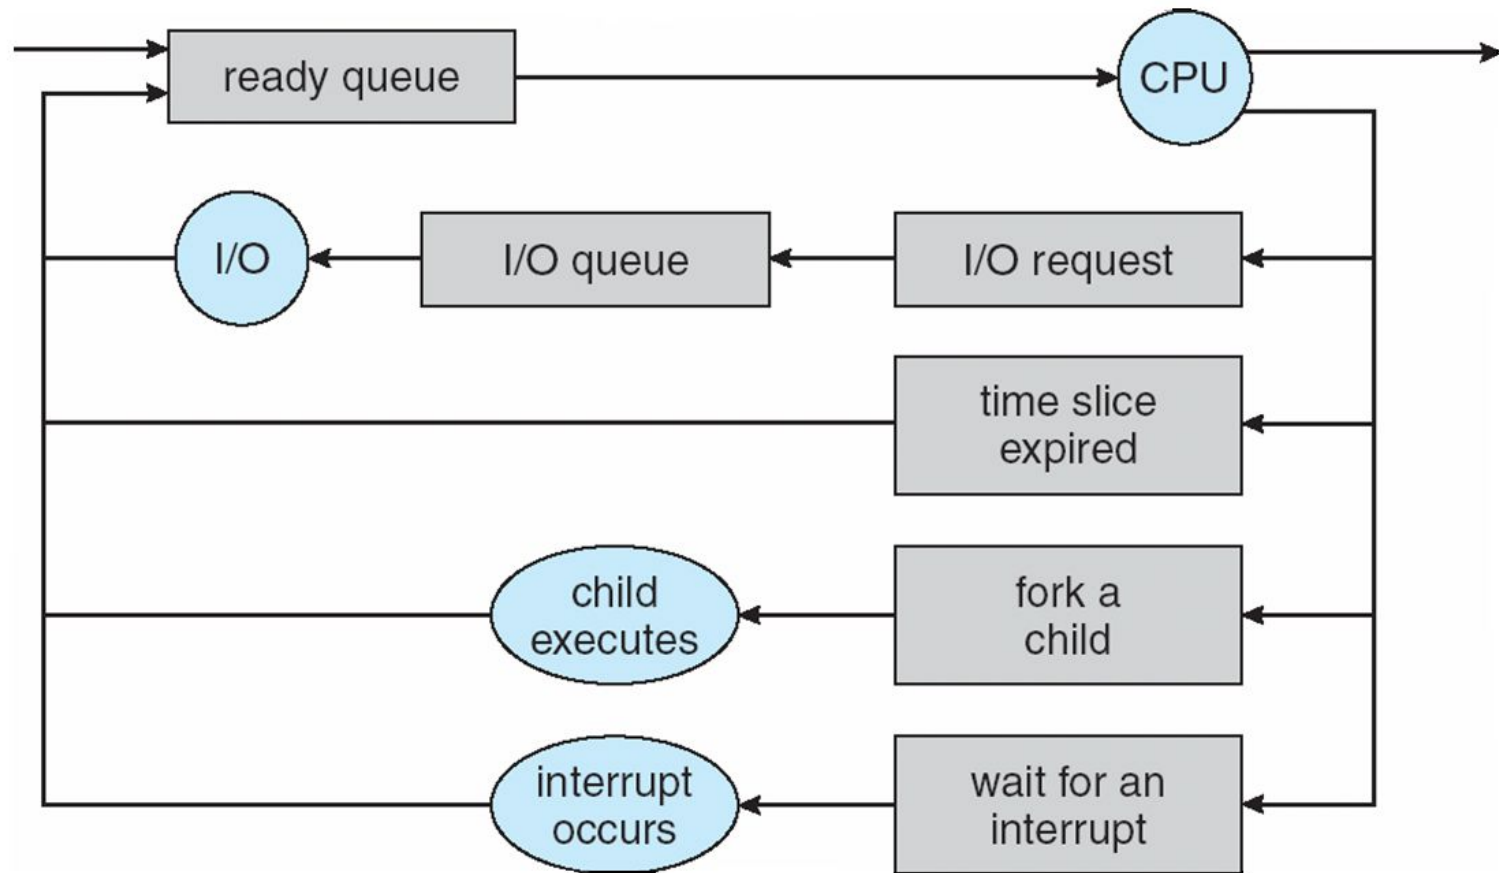 ready queue
CPU
I/O
I/O queue
I/O request
time slice
expired
child
executes
fork a
child
interrupt
occurs
wait for an
interrupt